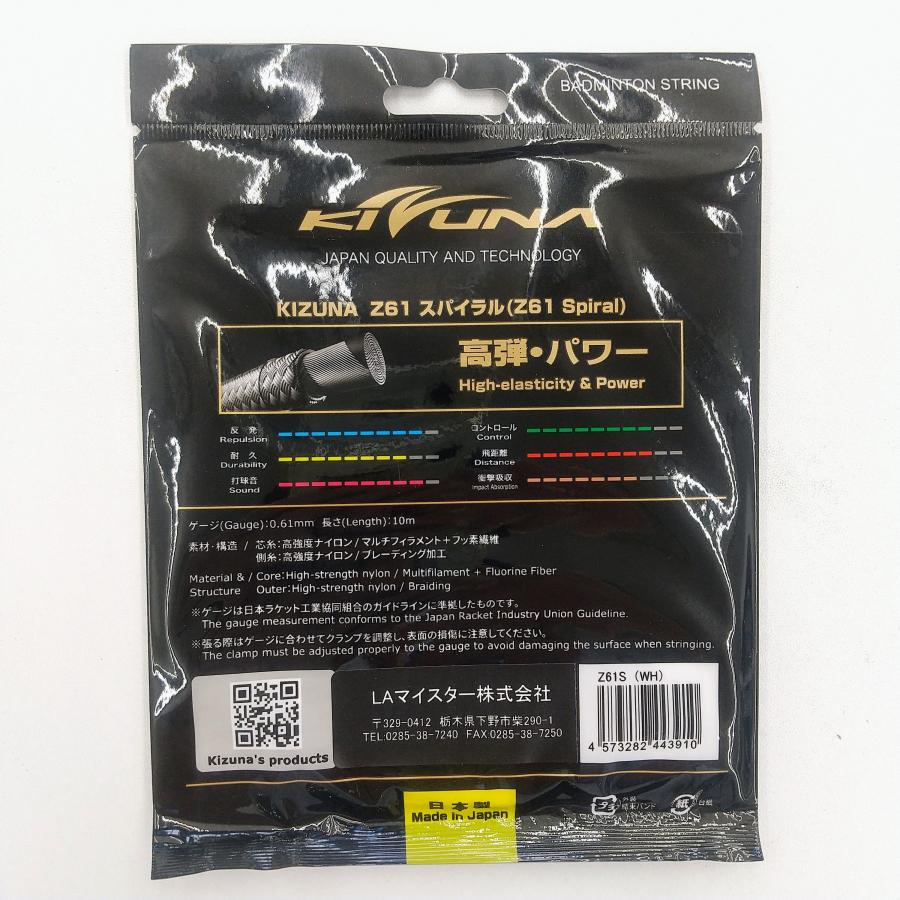 BADMINTON STRING
KIZUNA
JAPAN QUALITY AND TECHNOLOGY
KIZUNA Z61 スパイラル(Z61 Spiral)
高弾・パワー
High-elasticity & Power
反 発
Repulsion
コントロール
Control
耐 久
Durability
飛距離
Distance
打球音
Sound
衝撃吸収
Impact Absorption
ゲージ(Gauge):0.61mm 長さ(Length):10m
素材・構造 / 芯糸:高強度ナイロン/マルチフィラメント+フッ素繊維
側糸:高強度ナイロン/ブレーディング加工
Material & / Core:High-strength nylon / Multifilament + Fluorine Fiber
Structure Outer:High-strength nylon / Braiding
※ゲージは日本ラケット工業協同組合のガイドラインに準拠したものです。
The gauge measurement conforms to the Japan Racket Industry Union Guideline.
※張る際はゲージに合わせてクランプを調整し、表面の損傷に注意してください。
The clamp must be adjusted properly to the gauge to avoid damaging the surface when stringing.
Kizuna's products
LAマイスター株式会社
〒329-0412 栃木県下野市柴290-1
TEL:0285-38-7240 FAX:0285-38-7250
Z61S (WH)
4 573282 443910
日本製
Made in Japan
プラ
外装
結束バンド
紙
台紙